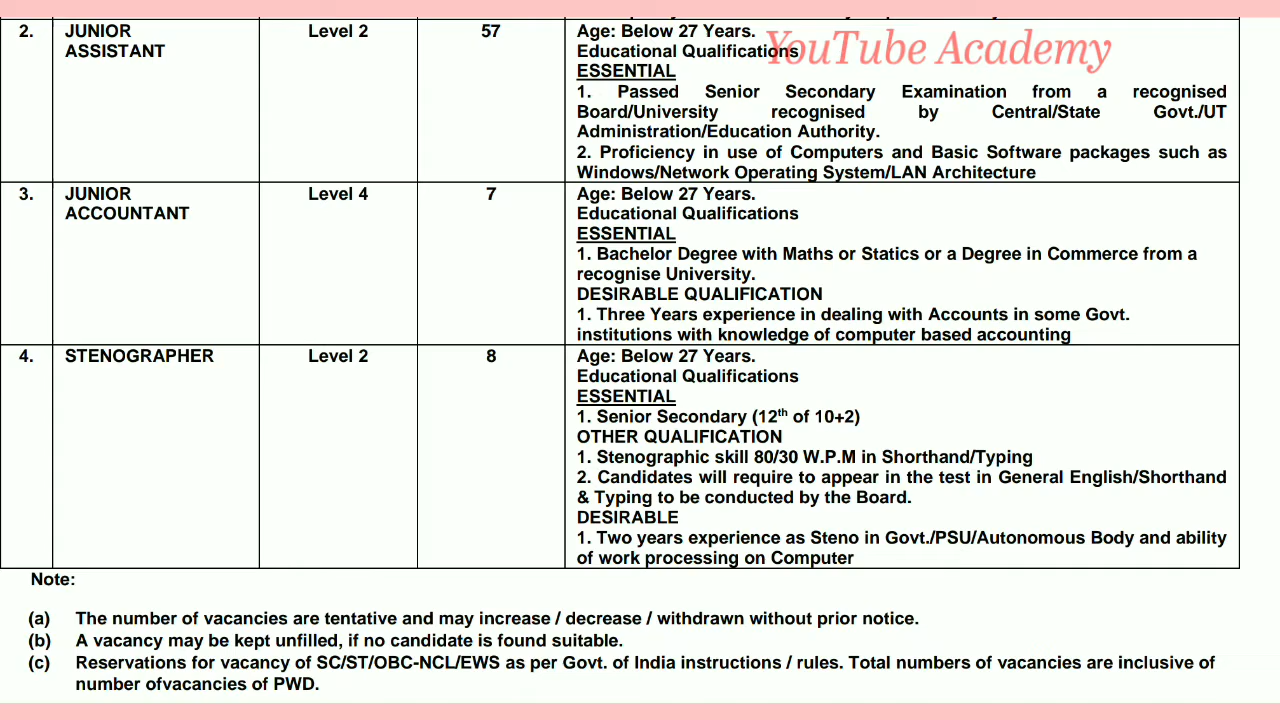 2. JUNIOR ASSISTANT Level 2 57 Age: Below 27 Years.
Educational Qualifications
YouTube Academy
ESSENTIAL
1. Passed Senior Secondary Examination from a recognised
Board/University recognised by Central/State Govt./UT
Administration/Education Authority.
2. Proficiency in use of Computers and Basic Software packages such as
Windows/Network Operating System/LAN Architecture
3. JUNIOR ACCOUNTANT Level 4 7 Age: Below 27 Years.
Educational Qualifications
ESSENTIAL
1. Bachelor Degree with Maths or Statics or a Degree in Commerce from a
recognise University.
DESIRABLE QUALIFICATION
1. Three Years experience in dealing with Accounts in some Govt.
institutions with knowledge of computer based accounting
4. STENOGRAPHER Level 2 8 Age: Below 27 Years.
Educational Qualifications
ESSENTIAL
1. Senior Secondary (12th of 10+2)
OTHER QUALIFICATION
1. Stenographic skill 80/30 W.P.M in Shorthand/Typing
2. Candidates will require to appear in the test in General English/Shorthand
& Typing to be conducted by the Board.
DESIRABLE
1. Two years experience as Steno in Govt./PSU/Autonomous Body and ability
of work processing on Computer
Note:
(a) The number of vacancies are tentative and may increase / decrease / withdrawn without prior notice.
(b) A vacancy may be kept unfilled, if no candidate is found suitable.
(c) Reservations for vacancy of SC/ST/OBC-NCL/EWS as per Govt. of India instructions / rules. Total numbers of vacancies are inclusive of
number ofvacancies of PWD.